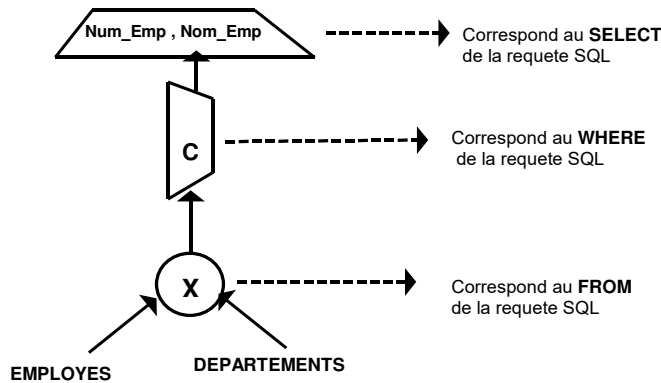 Num_Emp , Nom_Emp
Correspond au SELECT
de la requete SQL
C
Correspond au WHERE
de la requete SQL
X
Correspond au FROM
de la requete SQL
EMPLOYES
DEPARTEMENTS